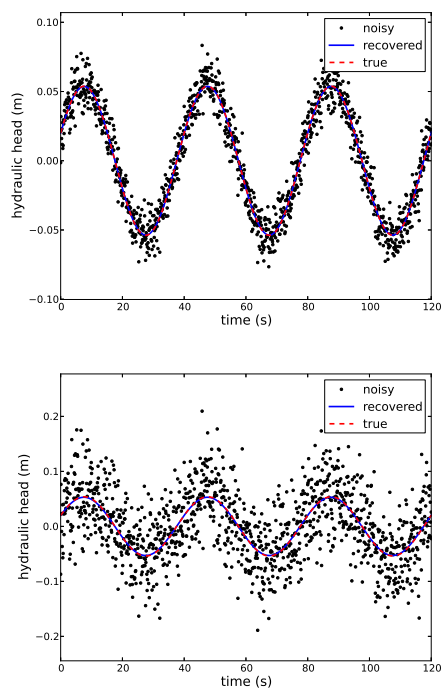 0.10
0.05
0.00
−0.05
−0.10
hydraulic head (m)
noisy
recovered
true
0 20 40 60 80 100 120
time (s)
0.2
0.1
0.0
−0.1
−0.2
hydraulic head (m)
noisy
recovered
true
0 20 40 60 80 100 120
time (s)